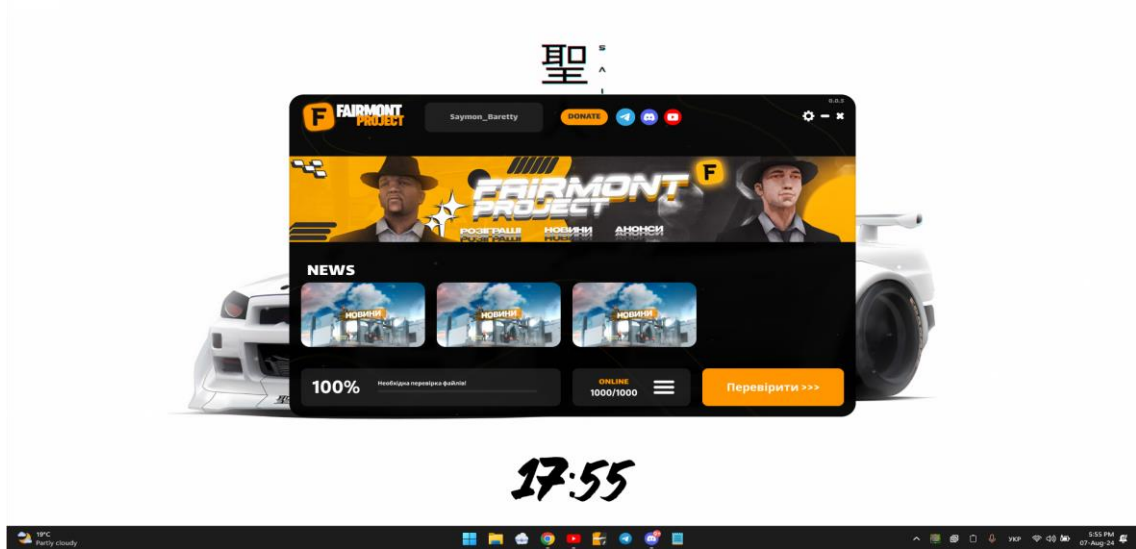 聖
S
A
I
0.0.3
F FAIRMONT
PROJECT
Saymon_Baretty
DONATE
FAIRMONT
PROJECT
F
РОЗІГРАШІ НОВИНИ АНОНСИ
NEWS
НОВИНИ
НОВИНИ
НОВИНИ
100%
Необхідна перевірка файлів!
ONLINE
1000/1000
Перевірити >>>
17:55
19°C
Partly cloudy
УКР
5:55 PM
07-Aug-24